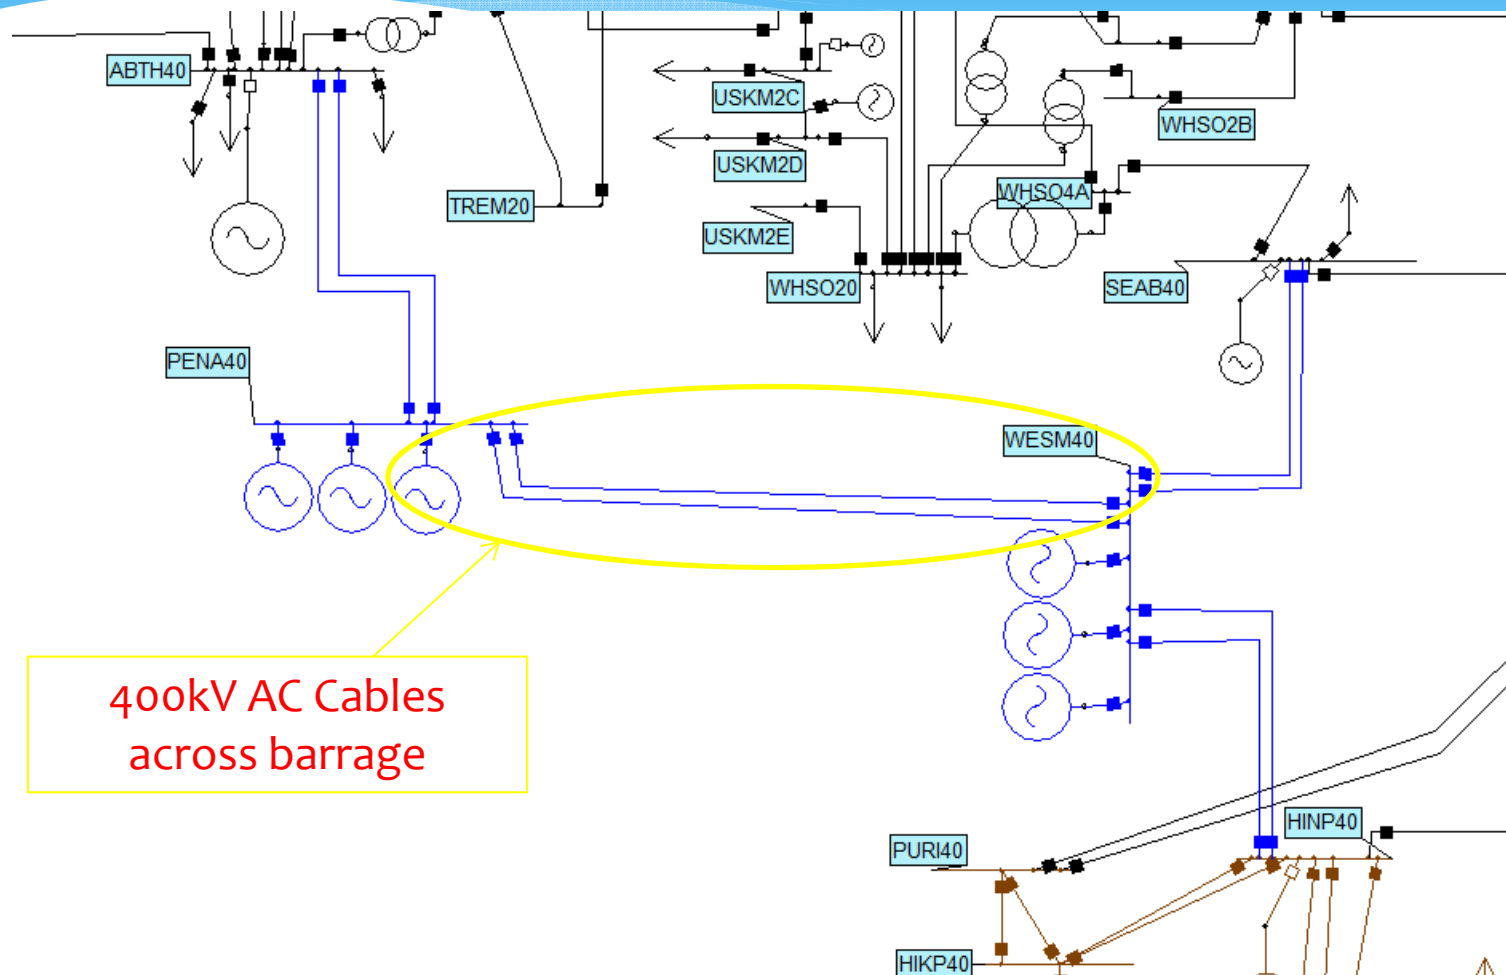 ABTH40
USKM2C
WHSO2B
USKM2D
TREM20
WHSO4A
USKM2E
WHSO20
SEAB40
PENA40
WESM40
400kV AC Cables
across barrage
HINP40
PURI40
HIKP40